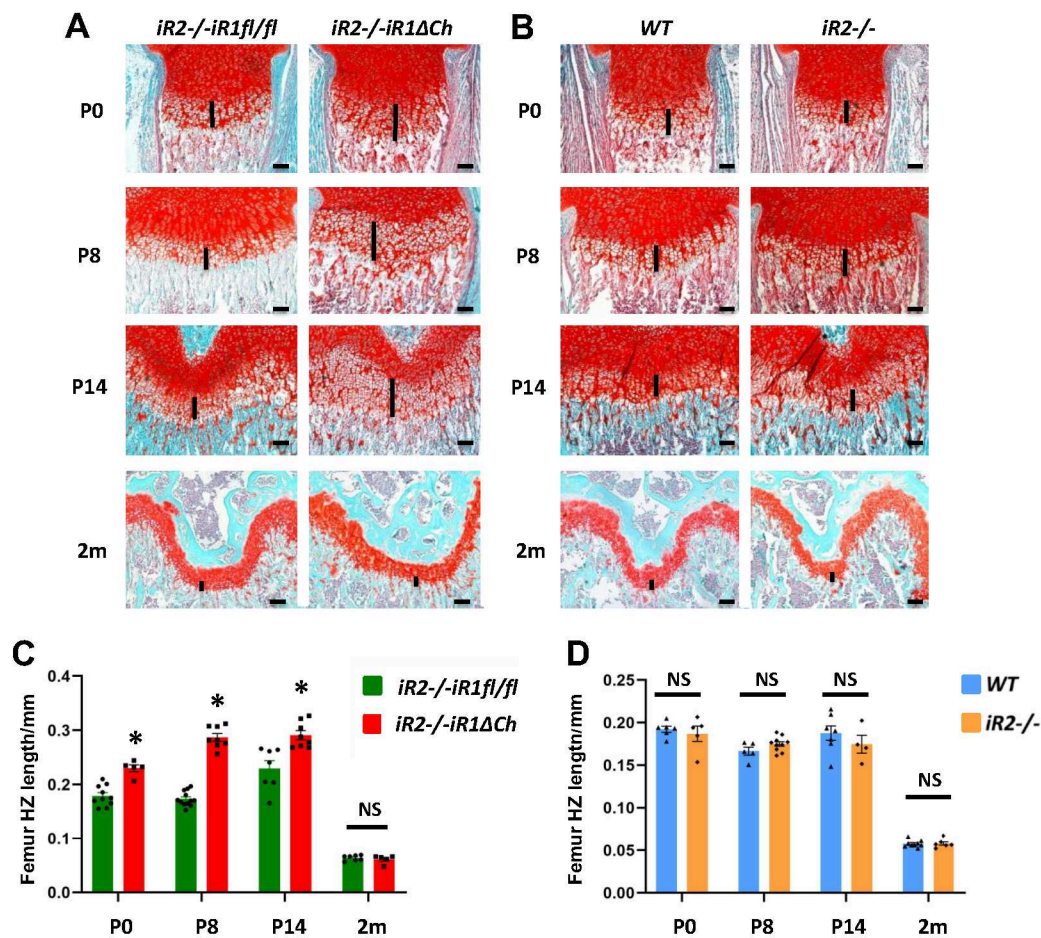 A
iR2-/-iR1fl/fl
iR2-/-iR1ΔCh
B
WT
iR2-/-
P0
P0
P8
P8
P14
P14
2m
2m
C
Femur HZ length/mm
0.4
0.3
0.2
0.1
0.0
*
*
*
NS
iR2-/-iR1fl/fl
iR2-/-iR1ΔCh
P0
P8
P14
2m
D
Femur HZ length/mm
0.25
0.20
0.15
0.10
0.05
0.00
NS
NS
NS
NS
WT
iR2-/-
P0
P8
P14
2m